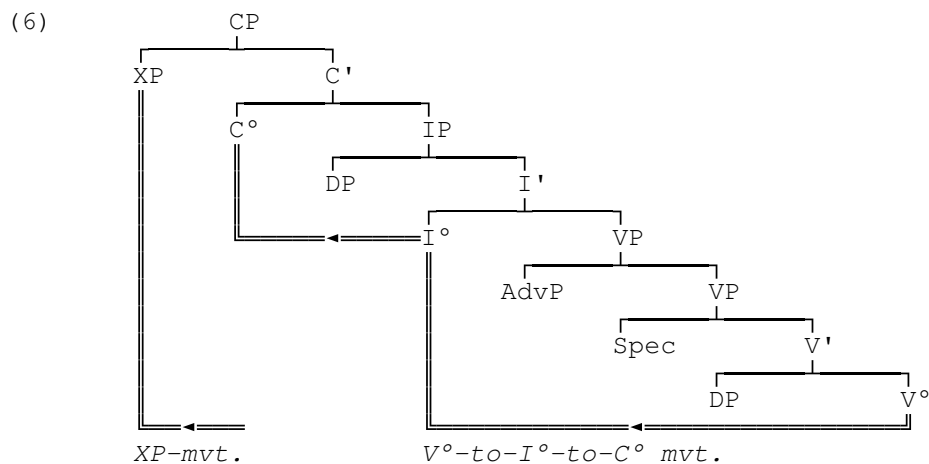 (6) CP
XP C'
C° IP
DP I'
I° VP
AdvP VP
Spec V'
DP V°
XP-mvt. V°-to-I°-to-C° mvt.